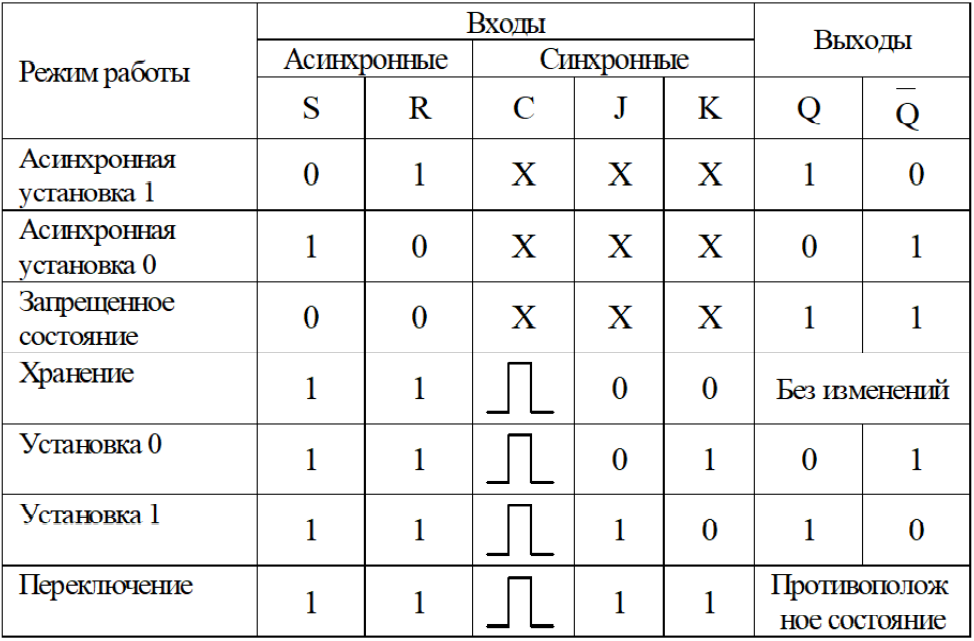 Входы
Выходы
Режим работы
Асинхронные Синхронные
S R C J K Q Q̅
Асинхронная
установка 1
0 1 X X X 1 0
Асинхронная
установка 0
1 0 X X X 0 1
Запрещенное
состояние
0 0 X X X 1 1
Хранение
1 1 0 0 Без изменений
Установка 0
1 1 0 1 0 1
Установка 1
1 1 1 0 1 0
Переключение
1 1 1 1
Противополож
ное состояние